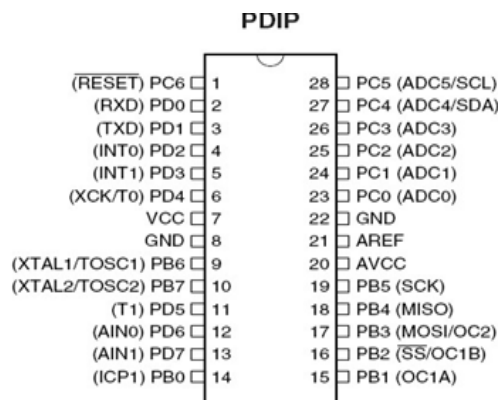 PDIP
(RESET) PC6 1 28 PC5 (ADC5/SCL)
(RXD) PD0 2 27 PC4 (ADC4/SDA)
(TXD) PD1 3 26 PC3 (ADC3)
(INT0) PD2 4 25 PC2 (ADC2)
(INT1) PD3 5 24 PC1 (ADC1)
(XCK/T0) PD4 6 23 PC0 (ADC0)
VCC 7 22 GND
GND 8 21 AREF
(XTAL1/TOSC1) PB6 9 20 AVCC
(XTAL2/TOSC2) PB7 10 19 PB5 (SCK)
(T1) PD5 11 18 PB4 (MISO)
(AIN0) PD6 12 17 PB3 (MOSI/OC2)
(AIN1) PD7 13 16 PB2 (SS/OC1B)
(ICP1) PB0 14 15 PB1 (OC1A)